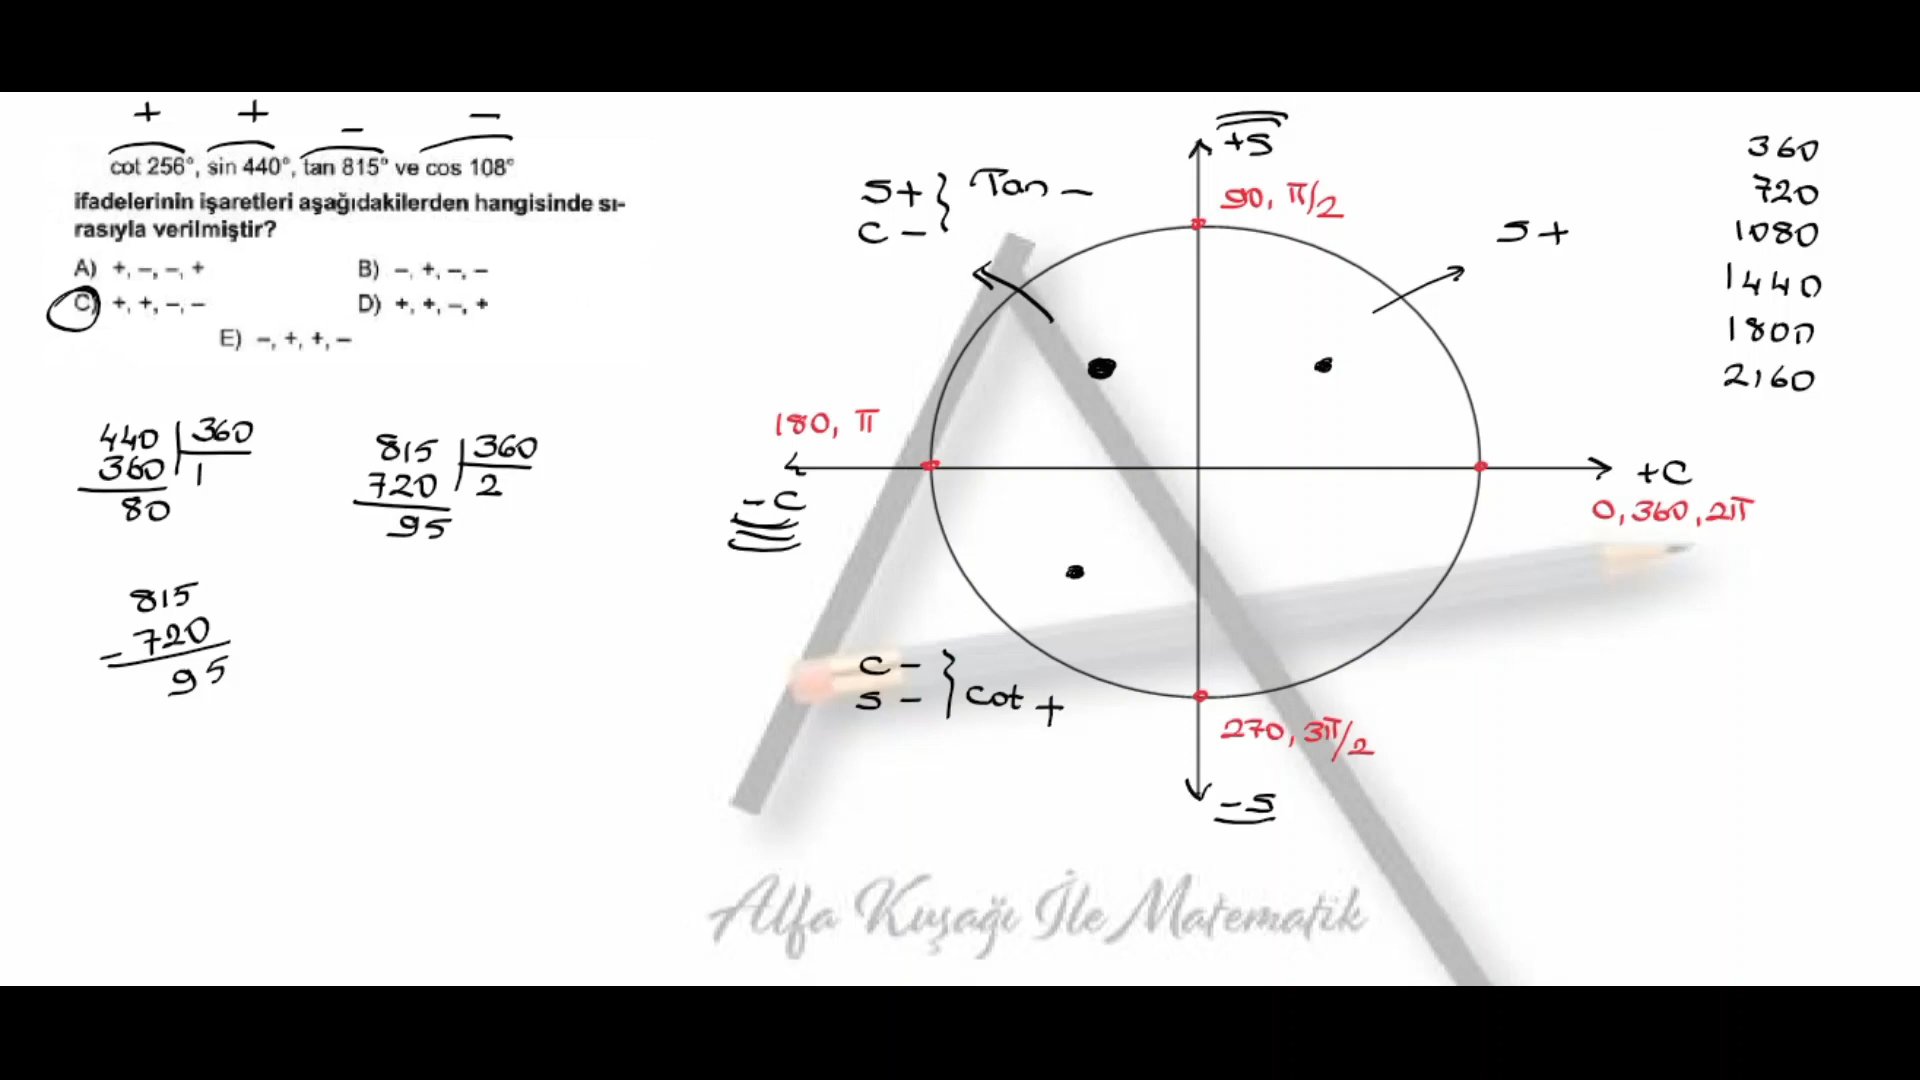 + + − −
cot 256°, sin 440°, tan 815° ve cos 108°
ifadelerinin işaretleri aşağıdakilerden hangisinde sı-
rasıyla verilmiştir?
A) +, −, −, +
B) −, +, −, −
C) +, +, −, −
D) +, +, −, +
E) −, +, +, −
440 360
360 1
80
815 360
720 2
95
815
− 720
95
+S
S+ } Tan −
C −
90, π/2
S+
180, π
− C
+C
0, 360, 2π
C −
S − } Cot +
270, 3π/2
− S
360
720
1080
1440
1800
2160
Alfa Kuşağı İle Matematik